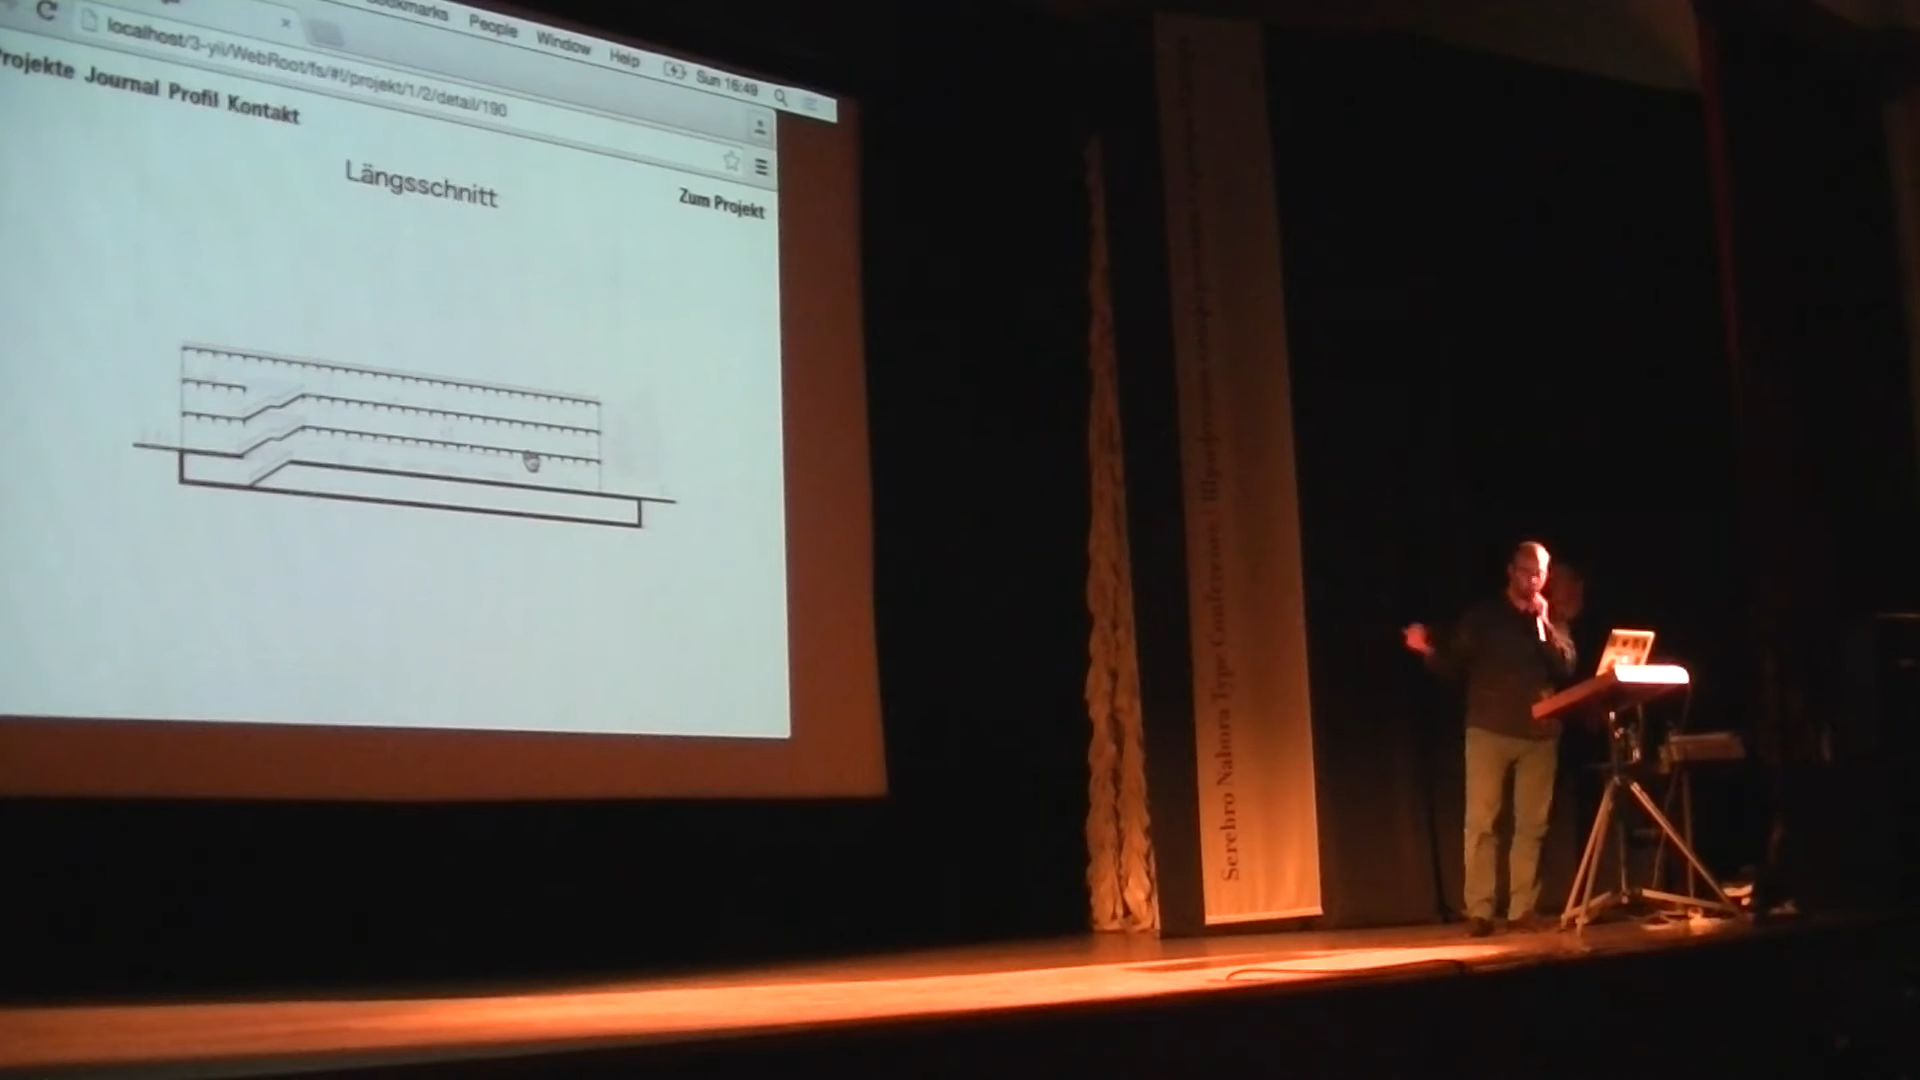 People Window Help Sun 16:49
localhost/3-yii/WebRoot/fs/#!/projekt/1/2/detail/190
Projekte Journal Profil Kontakt
Längsschnitt
Zum Projekt
Serebro Nabora Type Conference